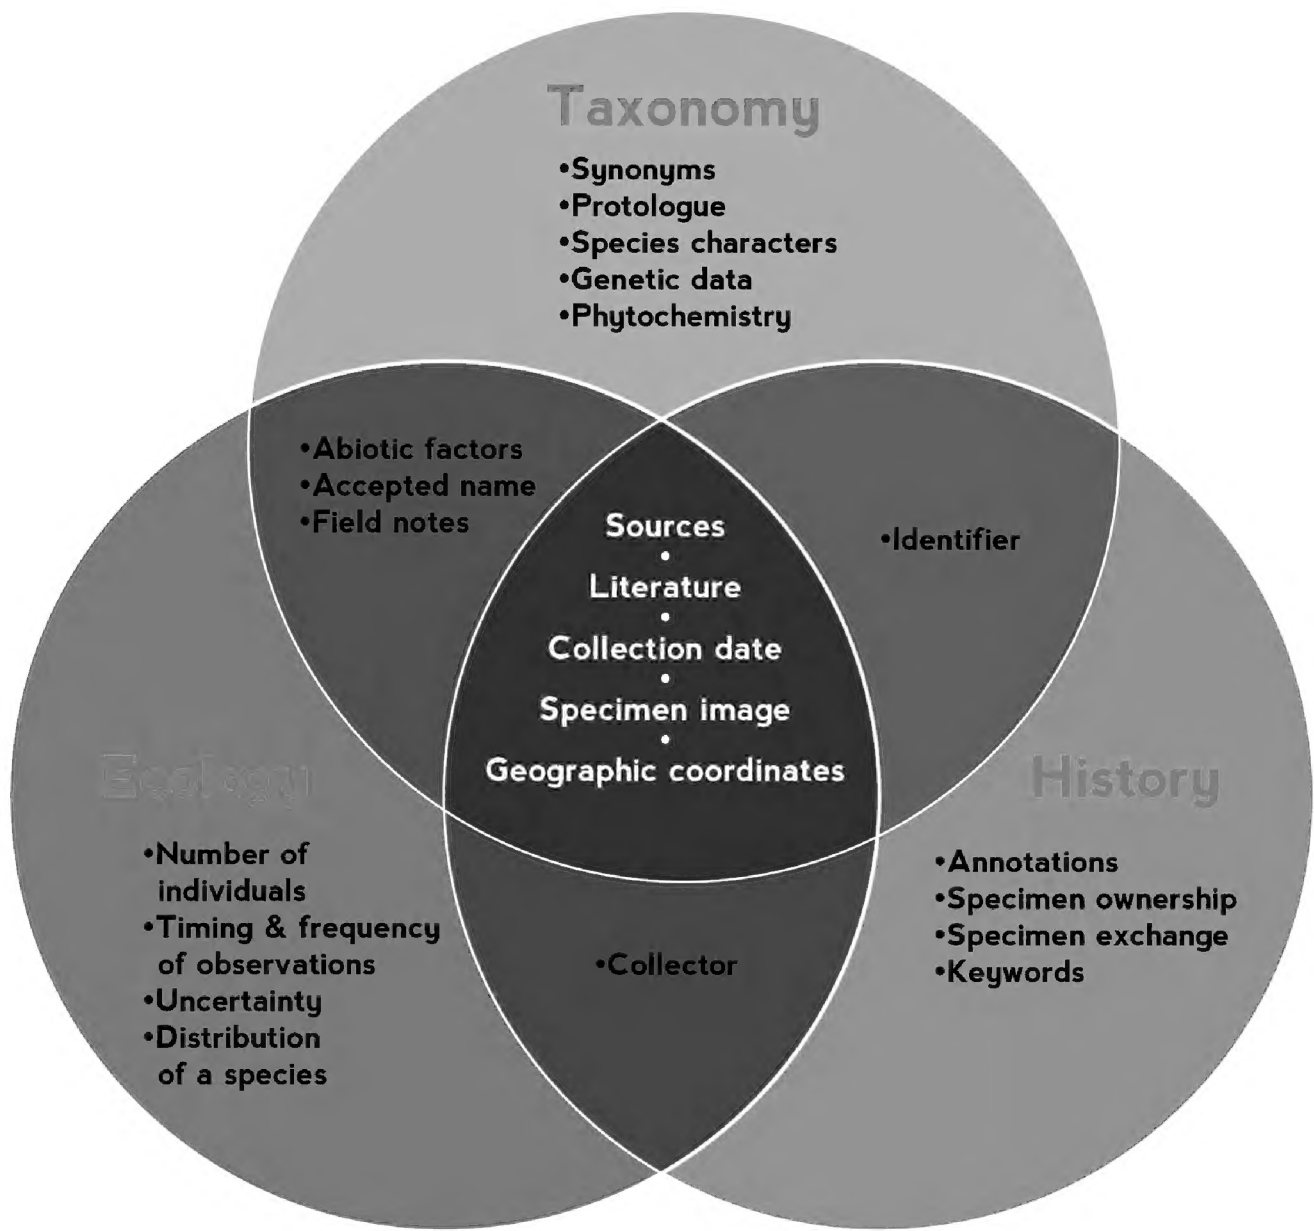 Taxonomy
•Synonyms
•Protologue
•Species characters
•Genetic data
•Phytochemistry
•Abiotic factors
•Accepted name
•Field notes
Sources
•
Literature
•
Collection date
•
Specimen image
•
Geographic coordinates
•Identifier
Ecology
•Number of
individuals
•Timing & frequency
of observations
•Uncertainty
•Distribution
of a species
•Collector
History
•Annotations
•Specimen ownership
•Specimen exchange
•Keywords